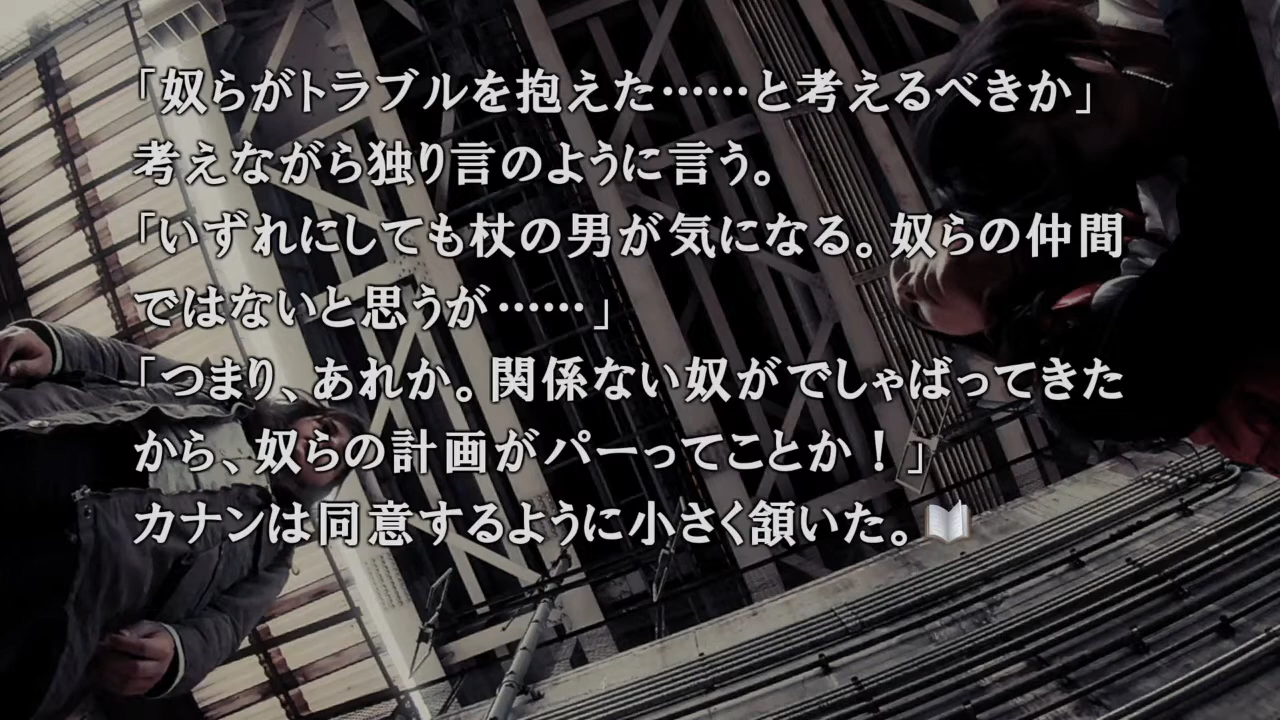 「奴らがトラブルを抱えた……と考えるべきか」
考えながら独り言のように言う。
「いずれにしても杖の男が気になる。奴らの仲間
ではないと思うが……」
「つまり、あれか。関係ない奴がでしゃばってきた
から、奴らの計画がパーってことか！」
カナンは同意するように小さく頷いた。